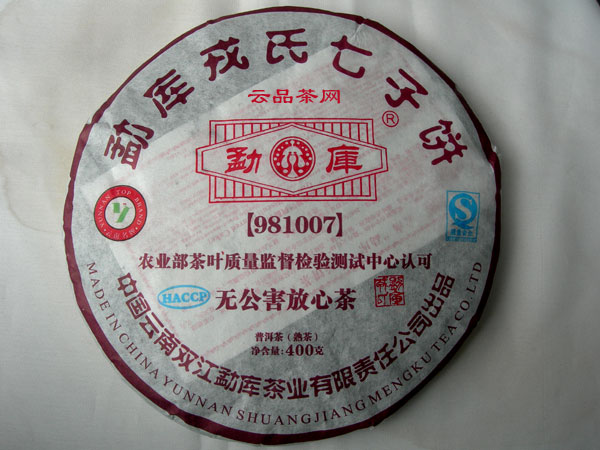 勐库戎氏七子饼
云品茶网
®
勐 库
YUNNAN TOP BRAND
【981007】
农业部茶叶质量监督检验测试中心认可
HACCP
无公害放心茶
普洱茶(熟茶)
净含量:400克
中国云南双江勐库茶业有限责任公司出品
MADE IN CHINA YUNNAN SHUANGJIANG MENGKU TEA CO.LTD